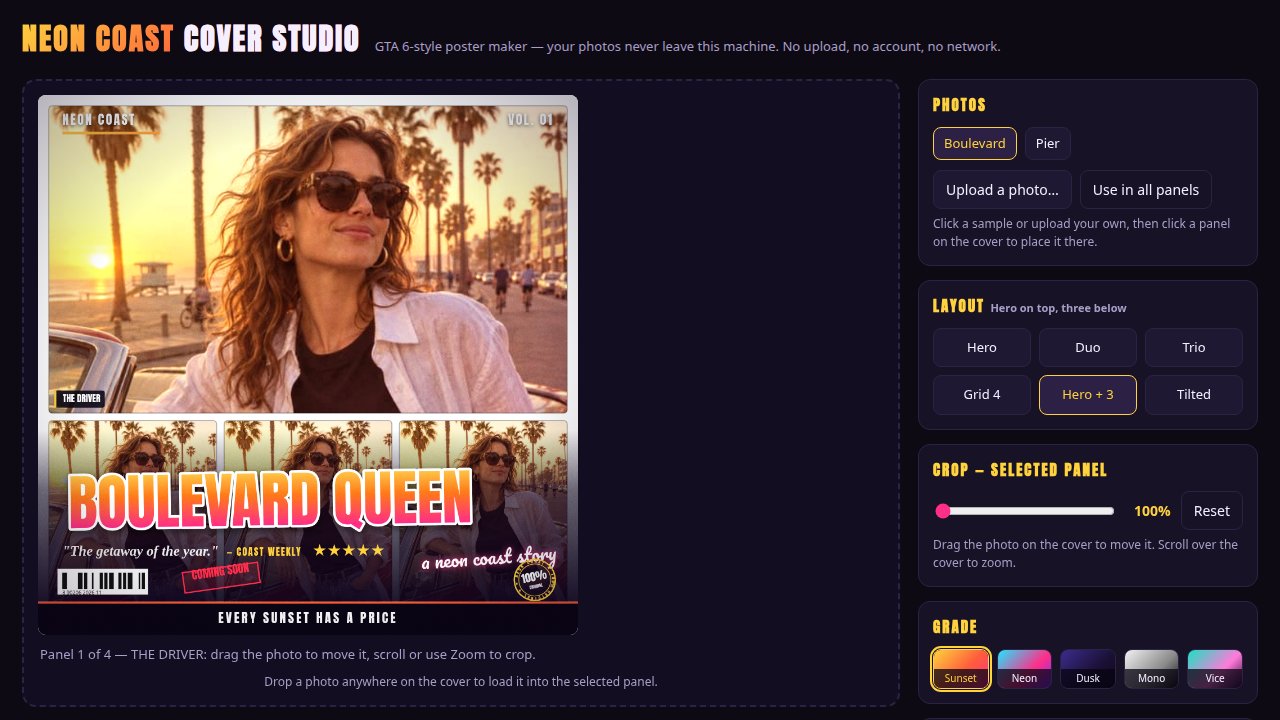 NEON COAST COVER STUDIO
GTA 6-style poster maker — your photos never leave this machine. No upload, no account, no network.
NEON COAST
VOL. 01
THE DRIVER
BOULEVARD QUEEN
"The getaway of the year." – COAST WEEKLY ★★★★★
a neon coast story
COMING SOON
100%
EVERY SUNSET HAS A PRICE
Panel 1 of 4 — THE DRIVER: drag the photo to move it, scroll or use Zoom to crop.
Drop a photo anywhere on the cover to load it into the selected panel.
PHOTOS
Boulevard
Pier
Upload a photo...
Use in all panels
Click a sample or upload your own, then click a panel
on the cover to place it there.
LAYOUT Hero on top, three below
Hero
Duo
Trio
Grid 4
Hero + 3
Tilted
CROP – SELECTED PANEL
100%
Reset
Drag the photo on the cover to move it. Scroll over the
cover to zoom.
GRADE
Sunset
Neon
Dusk
Mono
Vice